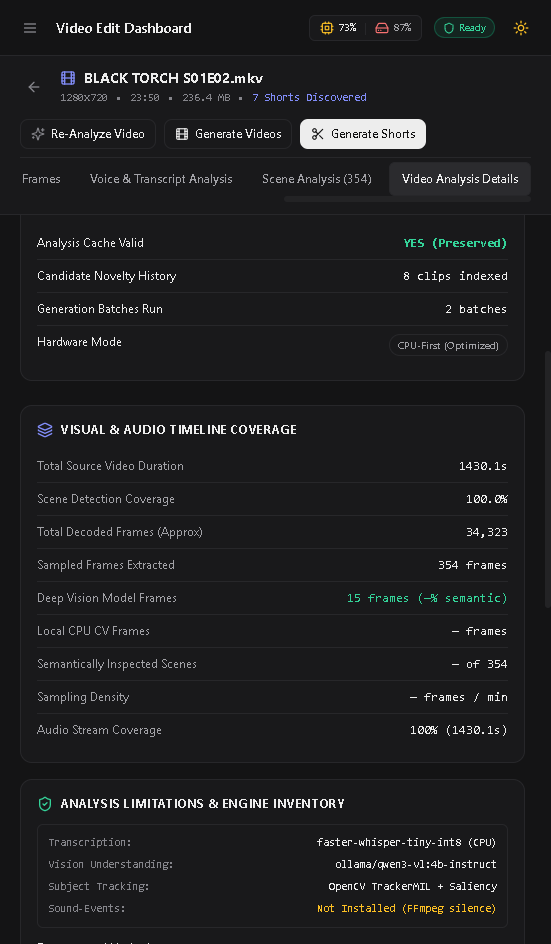 Video Edit Dashboard
73%
87%
Ready
BLACK TORCH S01E02.mkv
1280x720 • 23:50 • 236.4 MB • 7 Shorts Discovered
Re-Analyze Video
Generate Videos
Generate Shorts
Frames
Voice & Transcript Analysis
Scene Analysis (354)
Video Analysis Details
Analysis Cache Valid YES (Preserved)
Candidate Novelty History 8 clips indexed
Generation Batches Run 2 batches
Hardware Mode CPU-First (Optimized)
VISUAL & AUDIO TIMELINE COVERAGE
Total Source Video Duration 1430.1s
Scene Detection Coverage 100.0%
Total Decoded Frames (Approx) 34,323
Sampled Frames Extracted 354 frames
Deep Vision Model Frames 15 frames (—% semantic)
Local CPU CV Frames — frames
Semantically Inspected Scenes — of 354
Sampling Density — frames / min
Audio Stream Coverage 100% (1430.1s)
ANALYSIS LIMITATIONS & ENGINE INVENTORY
Transcription: faster-whisper-tiny-int8 (CPU)
Vision Understanding: ollama/qwen3-vl:4b-instruct
Subject Tracking: OpenCV TrackerMIL + Saliency
Sound-Events: Not Installed (FFmpeg silence)